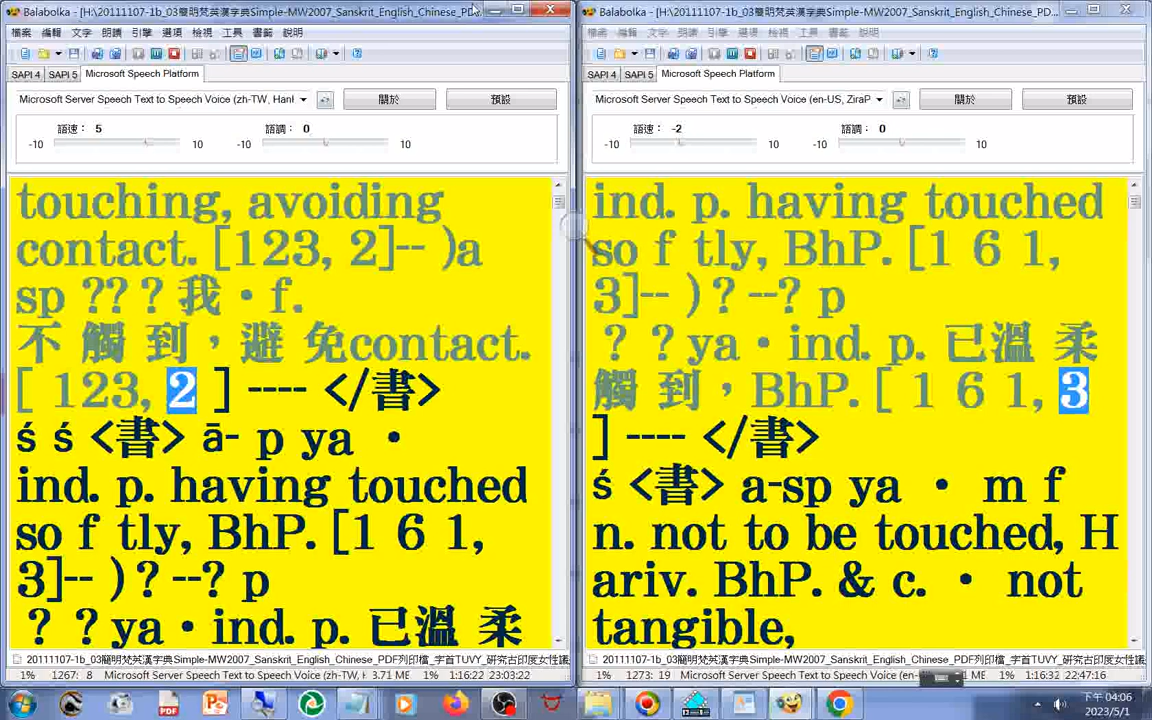 Balabolka - [H:\20111107-1b_03簡明梵英漢字典Simple-MW2007_Sanskrit_English_Chinese_PD...
檔案 編輯 文字 朗讀 引擎 選項 檢視 工具 書籤 說明
SAPI 4 SAPI 5 Microsoft Speech Platform
Microsoft Server Speech Text to Speech Voice (zh-TW, Hanl
關於 預設
語速： 5 語調： 0
-10 10 -10 10
touching, avoiding
contact. [123, 2]-- )a
sp ?? ? 我・f.
不 觸 到，避 免contact.
[ 123, 2 ] ---- </書>
ś ś <書> ā- p ya ・
ind. p. having touched
so f tly, BhP. [1 6 1,
3]-- ) ? --? p
? ? ya・ind. p. 已溫 柔
20111107-1b_03簡明梵英漢字典Simple-MW2007_Sanskrit_English_Chinese_PDF列印檔_字首TUVY_研究古印度女性議
1% 1267: 8 Microsoft Server Speech Text to Speech Voice (zh-TW, H 3.71 ME 1% 1:16:22 23:03:22
Balabolka - [H:\20111107-1b_03簡明梵英漢字典Simple-MW2007_Sanskrit_English_Chinese_PD...
檔案 編輯 文字 朗讀 引擎 選項 檢視 工具 書籤 說明
SAPI 4 SAPI 5 Microsoft Speech Platform
Microsoft Server Speech Text to Speech Voice (en-US, ZiraP
關於 預設
語速： -2 語調： 0
-10 10 -10 10
ind. p. having touched
so f tly, BhP. [1 6 1,
3]-- ) ? --? p
? ? ya・ind. p. 已溫 柔
觸 到，BhP. [ 1 6 1, 3
] ---- </書>
ś <書> a-sp ya ・ m f
n. not to be touched, H
ariv. BhP. & c. ・ not
tangible,
20111107-1b_03簡明梵英漢字典Simple-MW2007_Sanskrit_English_Chinese_PDF列印檔_字首TUVY_研究古印度女性議
1% 1273: 19 Microsoft Server Speech Text to Speech Voice (en-U 1% 1:16:32 22:47:16
下午 04:06
2023/5/1